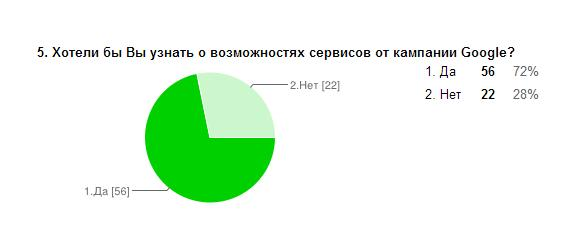 5. Хотели бы Вы узнать о возможностях сервисов от кампании Google?
1. Да 56 72%
2.Нет [22]
2. Нет 22 28%
1.Да [56]